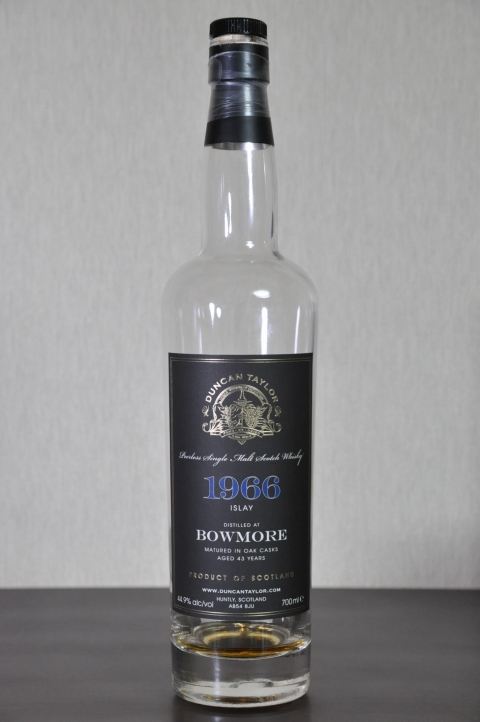 DUNCAN TAYLOR
Peerless Single Malt Scotch Whisky
1966
ISLAY
DISTILLED AT
BOWMORE
MATURED IN OAK CASKS
AGED 43 YEARS
PRODUCT OF SCOTLAND
WWW.DUNCANTAYLOR.COM
44.9% alc/vol HUNTLY, SCOTLAND 700ml e
AB54 8JU